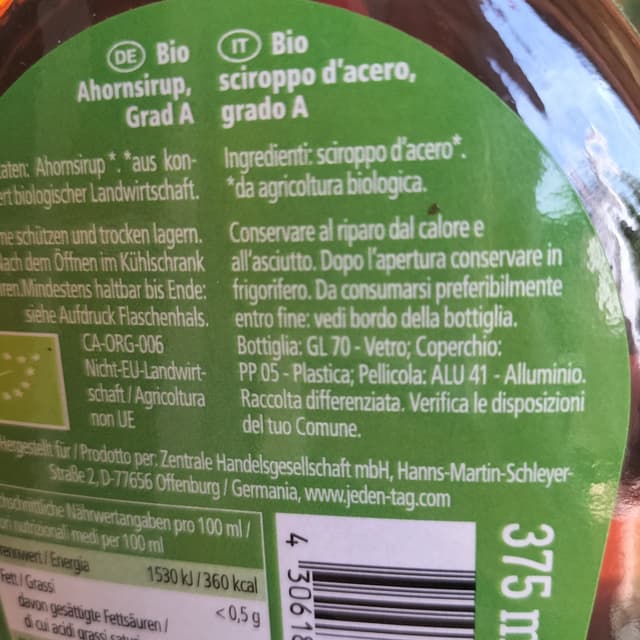 DE Bio
Ahornsirup,
Grad A
IT Bio
sciroppo d'acero,
grado A
Ahornsirup*. *aus kon-
biologischer Landwirtschaft.
schützen und trocken lagern.
dem Öffnen im Kühlschrank
Mindestens haltbar bis Ende:
siehe Aufdruck Flaschenhals.
Ingredienti: sciroppo d'acero*.
*da agricoltura biologica.
Conservare al riparo dal calore e
all'asciutto. Dopo l'apertura conservare in
frigorifero. Da consumarsi preferibilmente
entro fine: vedi bordo della bottiglia.
Bottiglia: GL 70 - Vetro; Coperchio:
PP 05 - Plastica; Pellicola: ALU 41 - Alluminio.
Raccolta differenziata. Verifica le disposizioni
del tuo Comune.
CA-ORG-006
Nicht-EU-Landwirt-
schaft / Agricoltura
non UE
Hergestellt für / Prodotto per: Zentrale Handelsgesellschaft mbH, Hanns-Martin-Schleyer-
Straße 2, D-77656 Offenburg / Germania, www.jeden-tag.com
Nährwertangaben pro 100 ml /
nutrizionali medi per 100 ml
/ Energia 1530 kJ / 360 kcal
Fett / Grassi <0,5 g
davon gesättigte Fettsäuren /
di cui acidi grassi
375 m
4 30618